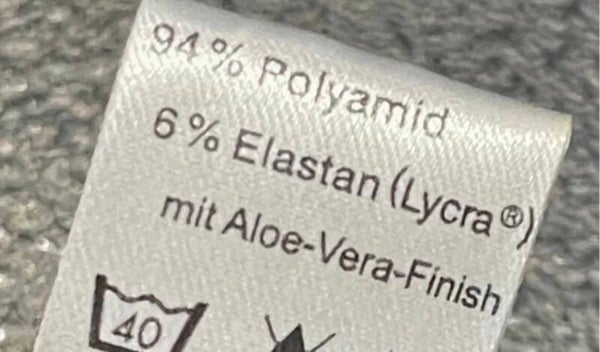 94% Polyamid
6% Elastan (Lycra®)
mit Aloe-Vera-Finish
40